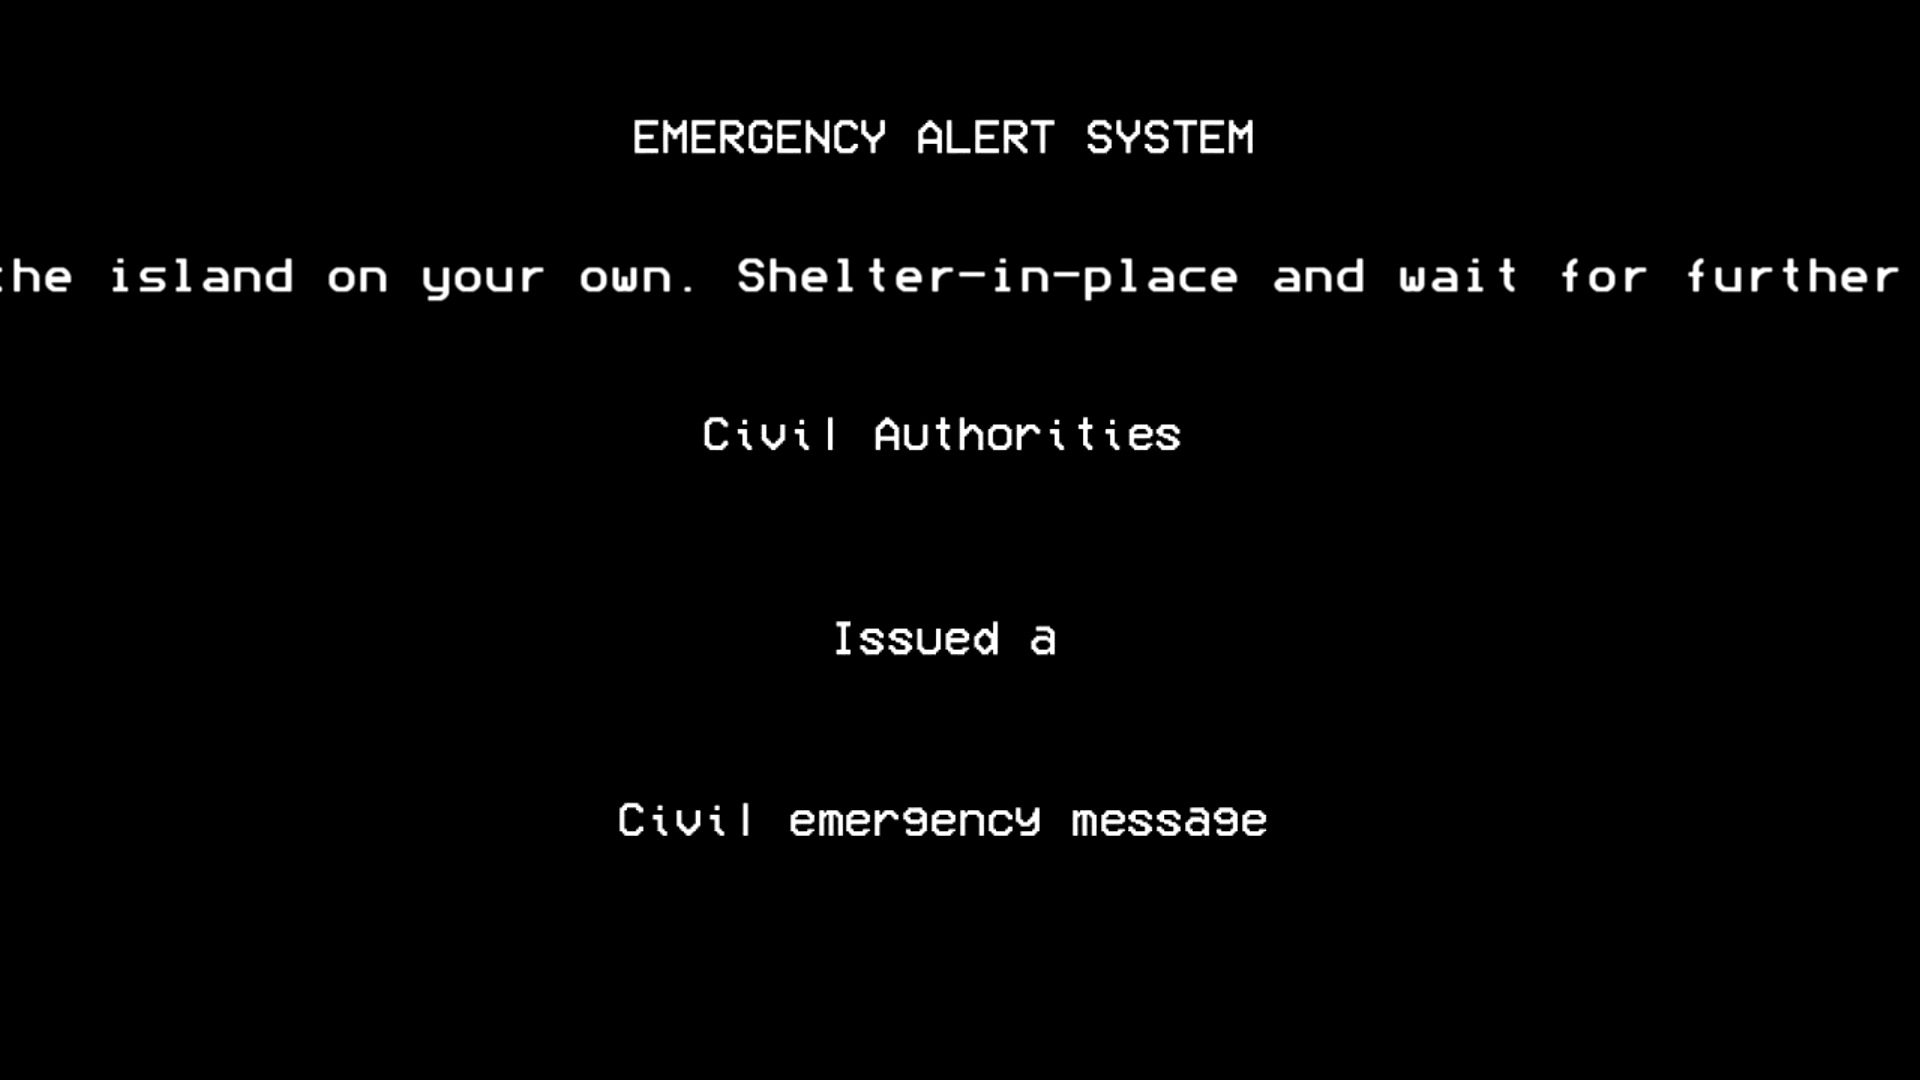 EMERGENCY ALERT SYSTEM
the island on your own. Shelter-in-place and wait for further
Civil Authorities
Issued a
Civil emergency message